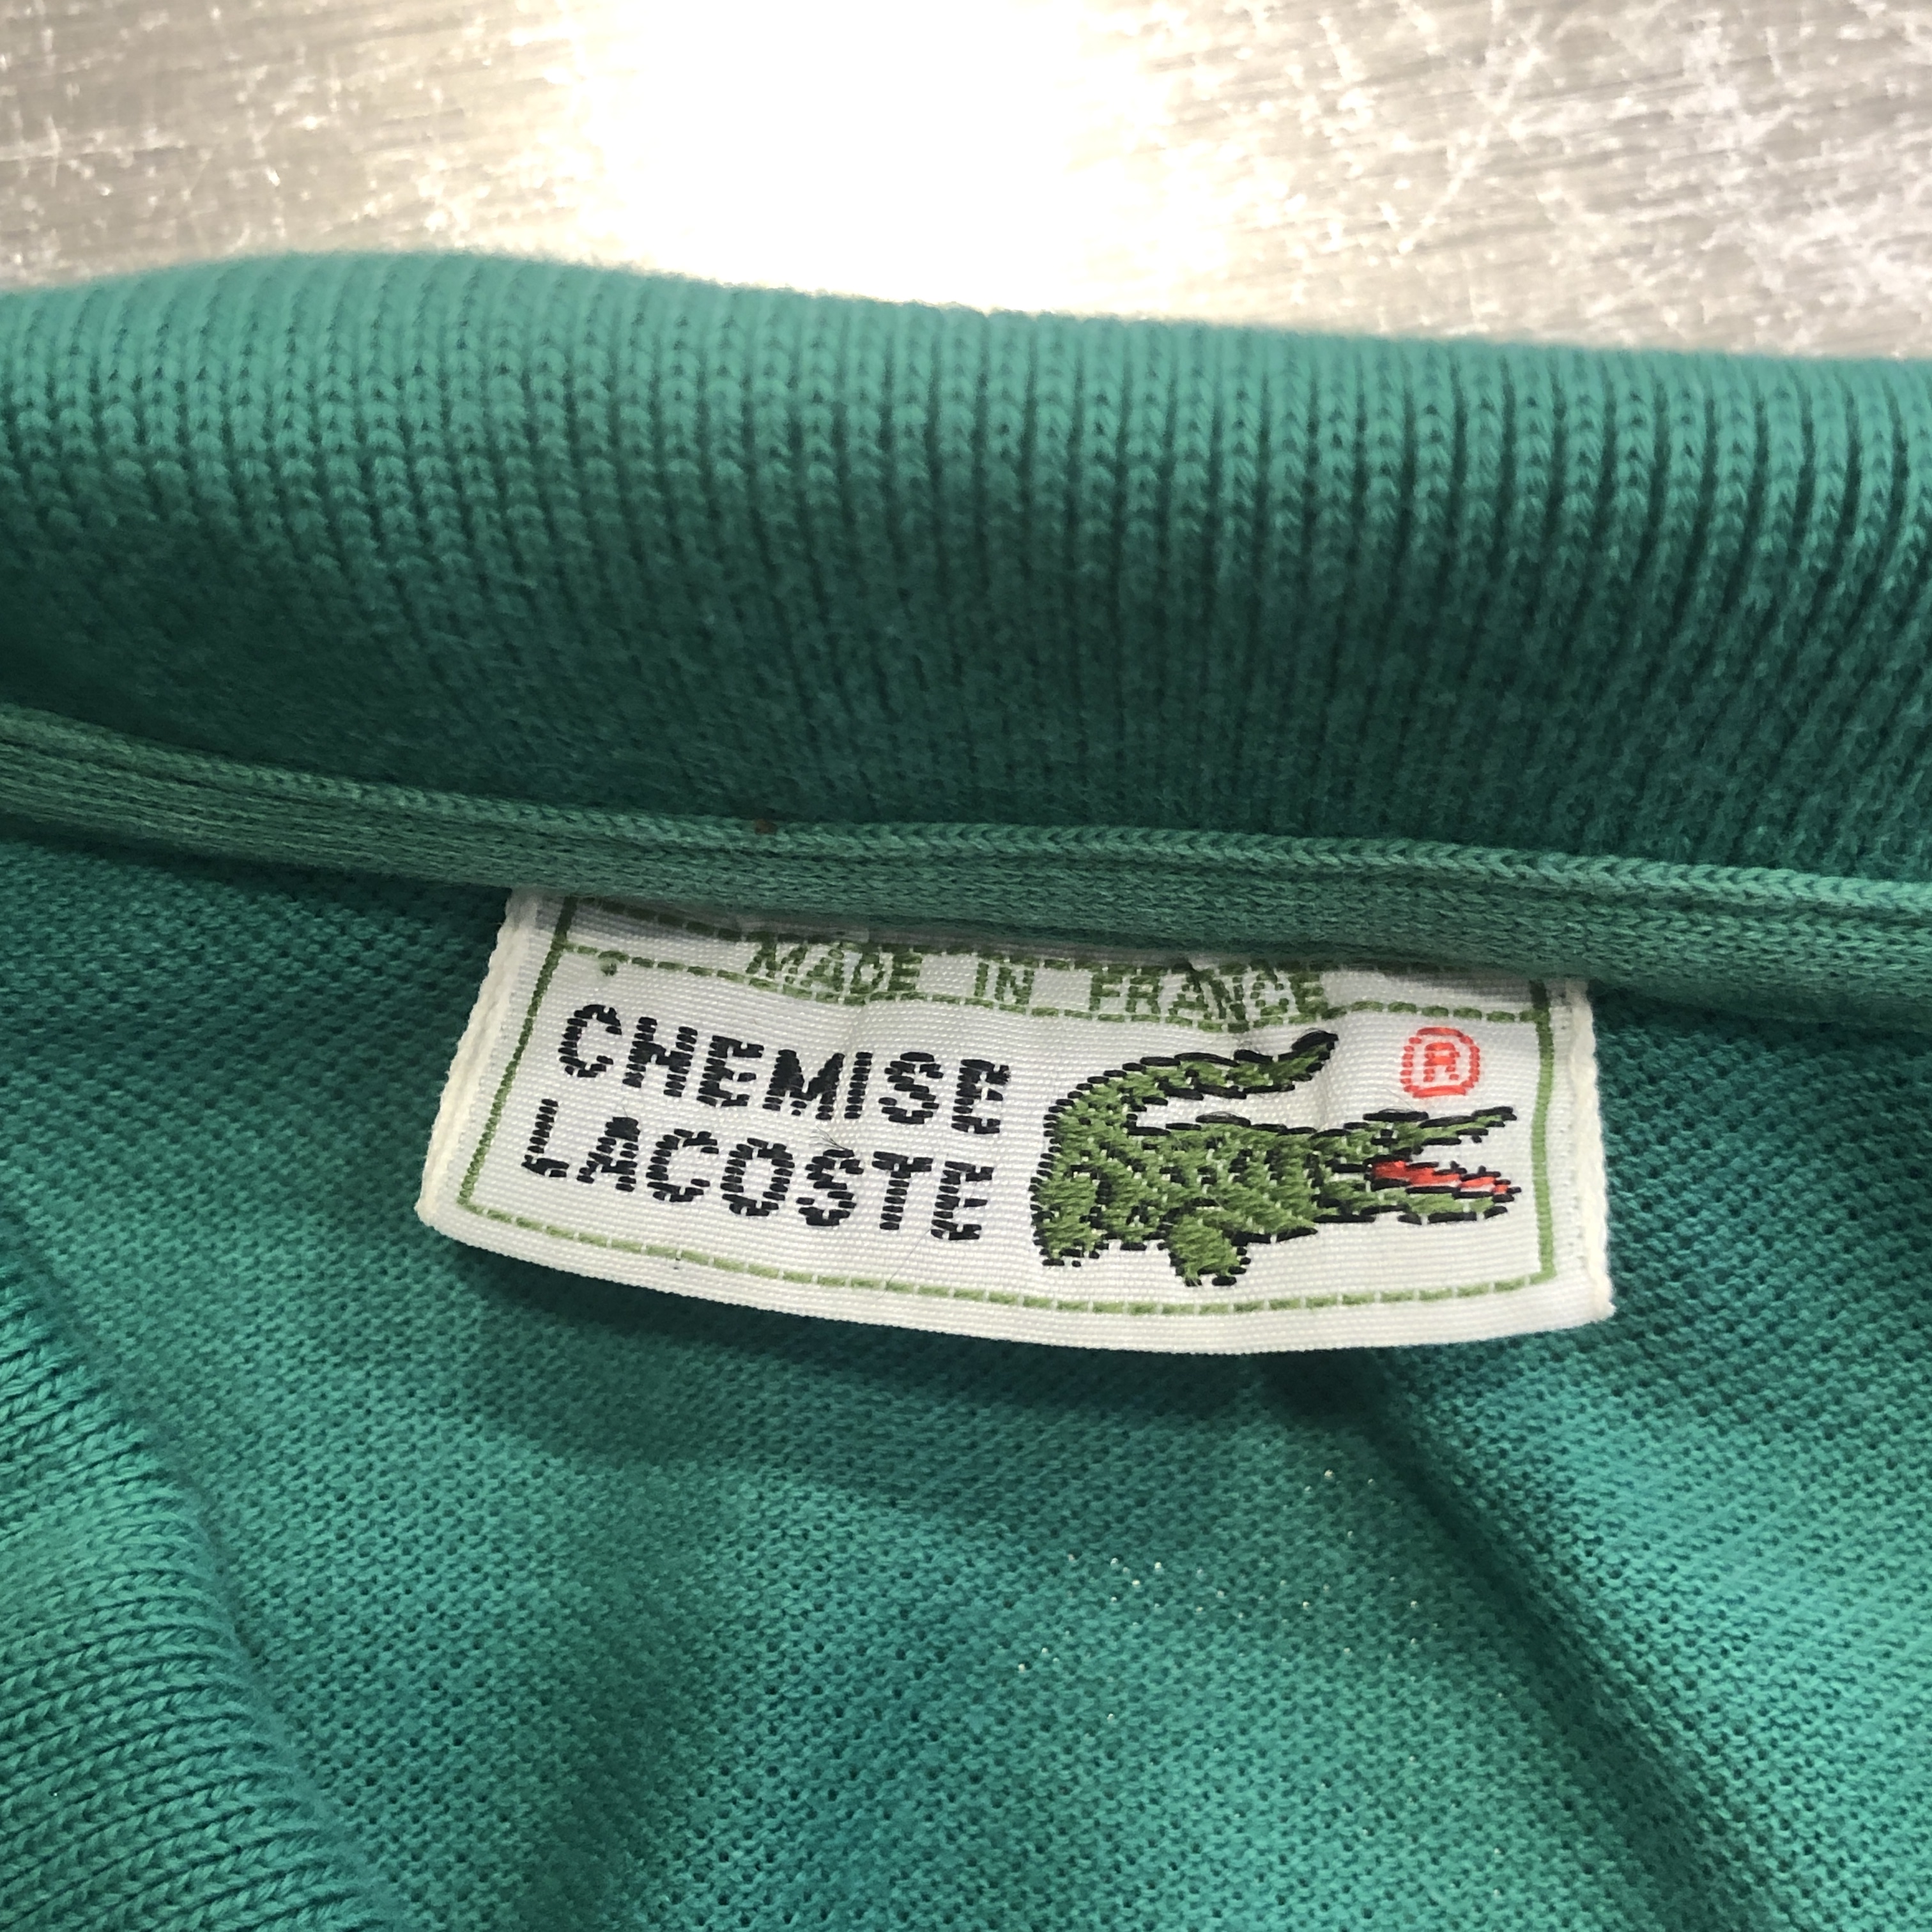 MADE IN FRANCE
CHEMISE
LACOSTE
®